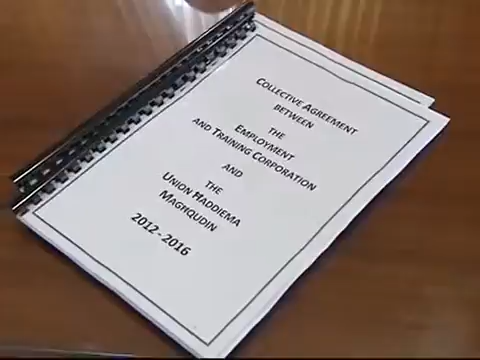 COLLECTIVE AGREEMENT
BETWEEN
THE
EMPLOYMENT
AND TRAINING CORPORATION
AND
THE
UNION HADDIEMA
MAGHQUDIN
2012-2016